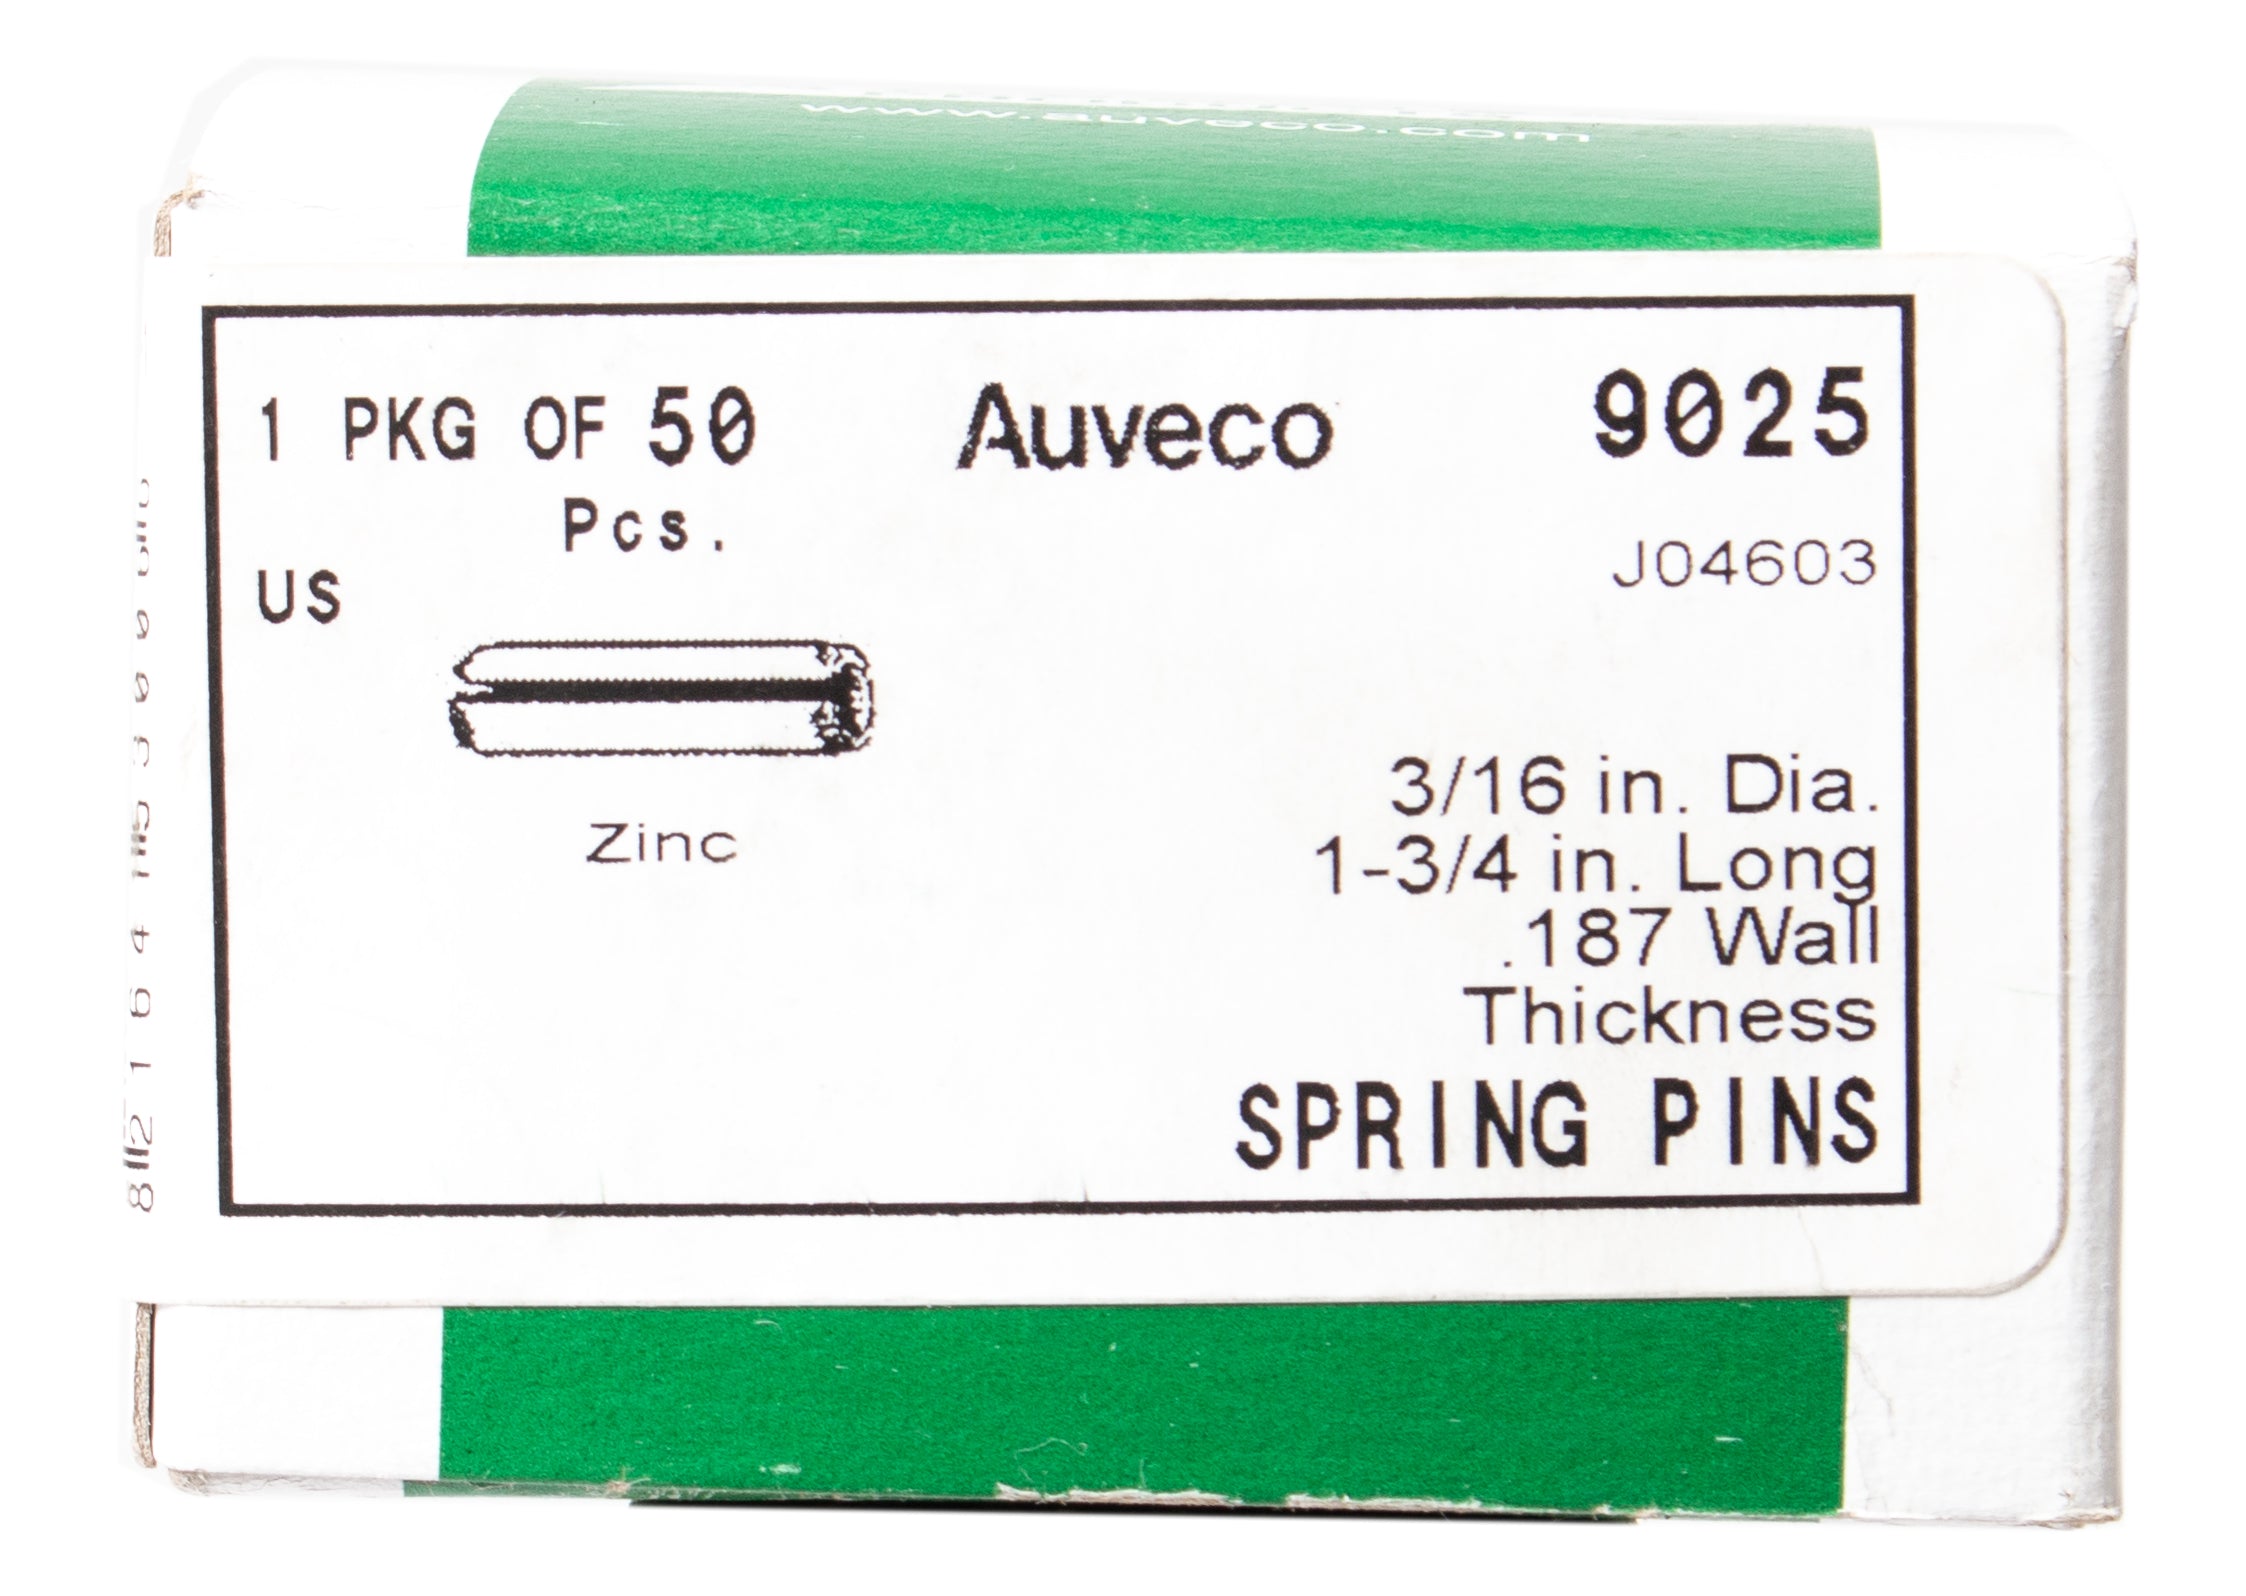 www.auveco.com
1 PKG OF 50
Pcs.
Auveco
9025
J04603
US
Zinc
3/16 in. Dia.
1-3/4 in. Long
.187 Wall
Thickness
SPRING PINS